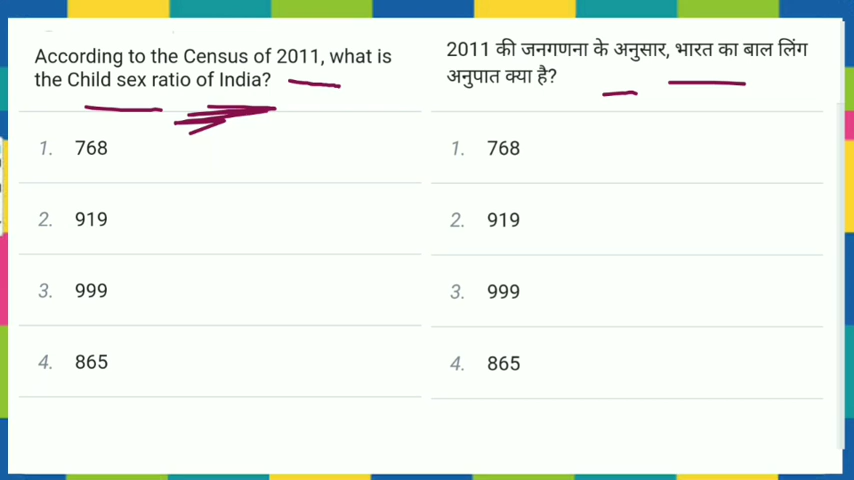 According to the Census of 2011, what is
the Child sex ratio of India?
1. 768
2. 919
3. 999
4. 865
2011 की जनगणना के अनुसार, भारत का बाल लिंग
अनुपात क्या है?
1. 768
2. 919
3. 999
4. 865